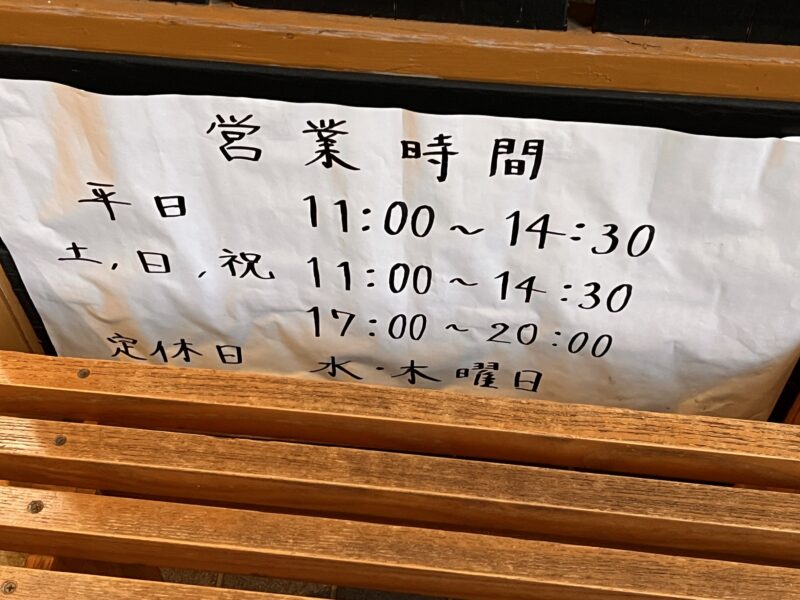 営業時間
平日 11:00~14:30
土,日,祝 11:00~14:30
17:00~20:00
定休日 水・木曜日